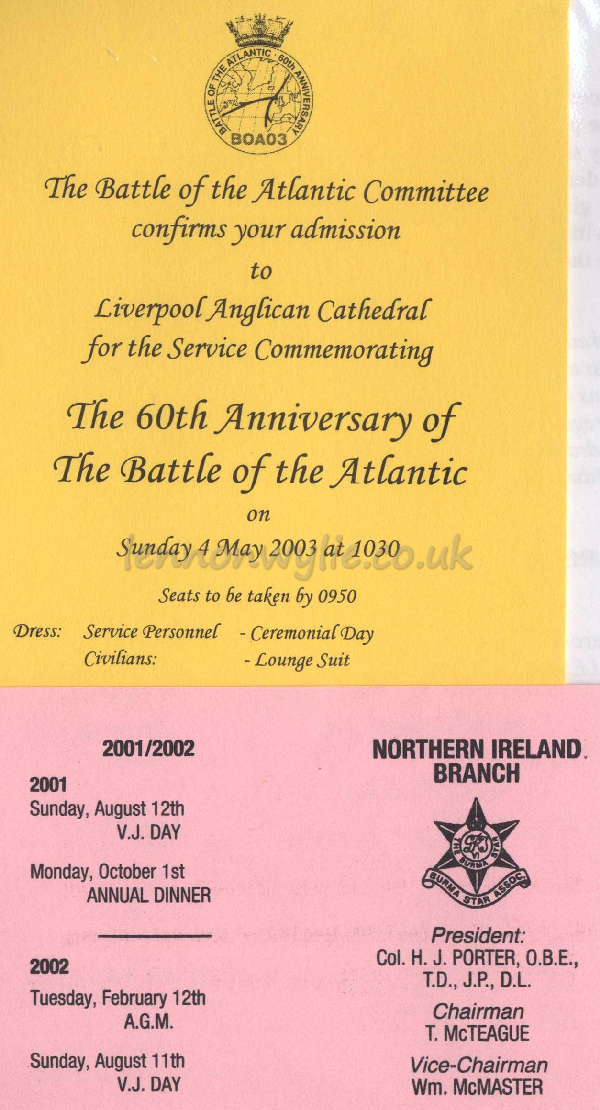 BATTLE OF THE ATLANTIC · 60th ANNIVERSARY
BOA03
The Battle of the Atlantic Committee
confirms your admission
to
Liverpool Anglican Cathedral
for the Service Commemorating
The 60th Anniversary of
The Battle of the Atlantic
on
Sunday 4 May 2003 at 1030
lennonwylie.co.uk
Seats to be taken by 0950
Dress: Service Personnel - Ceremonial Day
Civilians: - Lounge Suit
2001/2002
2001
Sunday, August 12th
V.J. DAY
Monday, October 1st
ANNUAL DINNER
2002
Tuesday, February 12th
A.G.M.
Sunday, August 11th
V.J. DAY
NORTHERN IRELAND
BRANCH
THE BURMA STAR
BURMA STAR ASSOC.
President:
Col. H. J. PORTER, O.B.E.,
T.D., J.P., D.L.
Chairman
T. McTEAGUE
Vice-Chairman
Wm. McMASTER